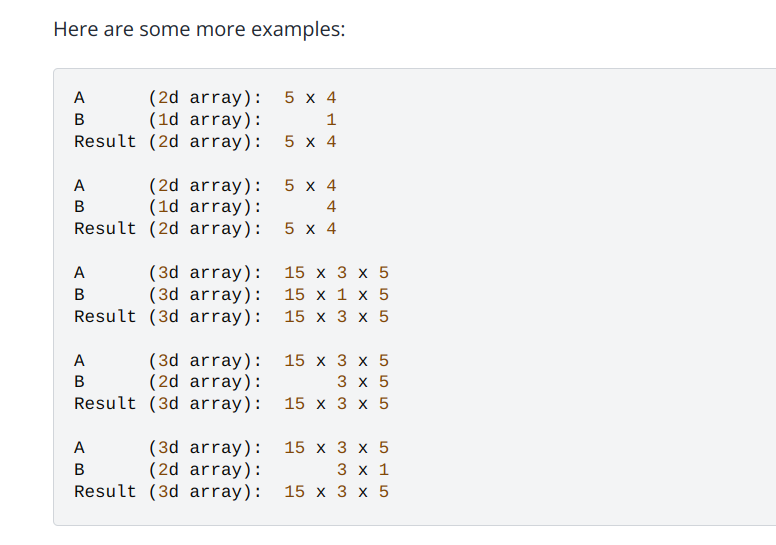 Here are some more examples:
A      (2d array):  5 x 4
B      (1d array):      1
Result (2d array):  5 x 4
A      (2d array):  5 x 4
B      (1d array):      4
Result (2d array):  5 x 4
A      (3d array):  15 x 3 x 5
B      (3d array):  15 x 1 x 5
Result (3d array):  15 x 3 x 5
A      (3d array):  15 x 3 x 5
B      (2d array):       3 x 5
Result (3d array):  15 x 3 x 5
A      (3d array):  15 x 3 x 5
B      (2d array):       3 x 1
Result (3d array):  15 x 3 x 5